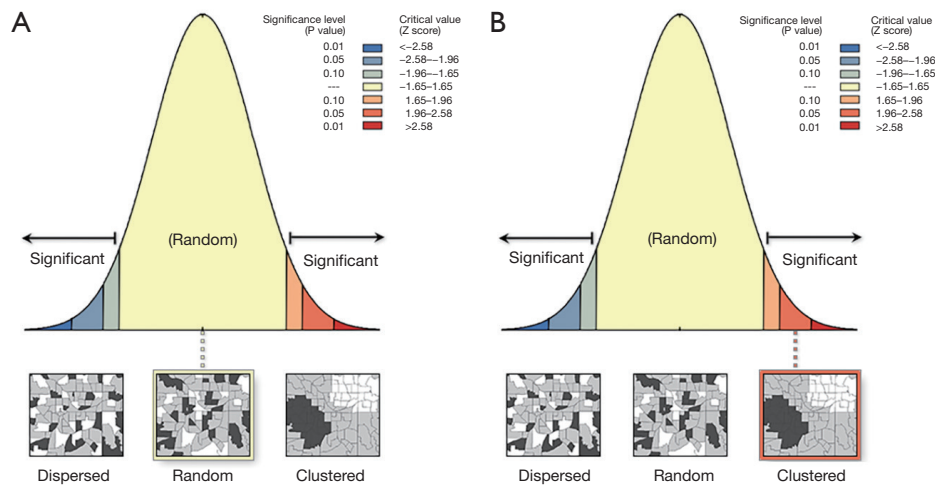 A
Significance level
(P value)
Critical value
(Z score)
0.01 <–2.58
0.05 –2.58––1.96
0.10 –1.96––1.65
--- –1.65–1.65
0.10 1.65–1.96
0.05 1.96–2.58
0.01 >2.58
(Random)
Significant
Significant
Dispersed
Random
Clustered
B
Significance level
(P value)
Critical value
(Z score)
0.01 <–2.58
0.05 –2.58––1.96
0.10 –1.96––1.65
--- –1.65–1.65
0.10 1.65–1.96
0.05 1.96–2.58
0.01 >2.58
(Random)
Significant
Significant
Dispersed
Random
Clustered